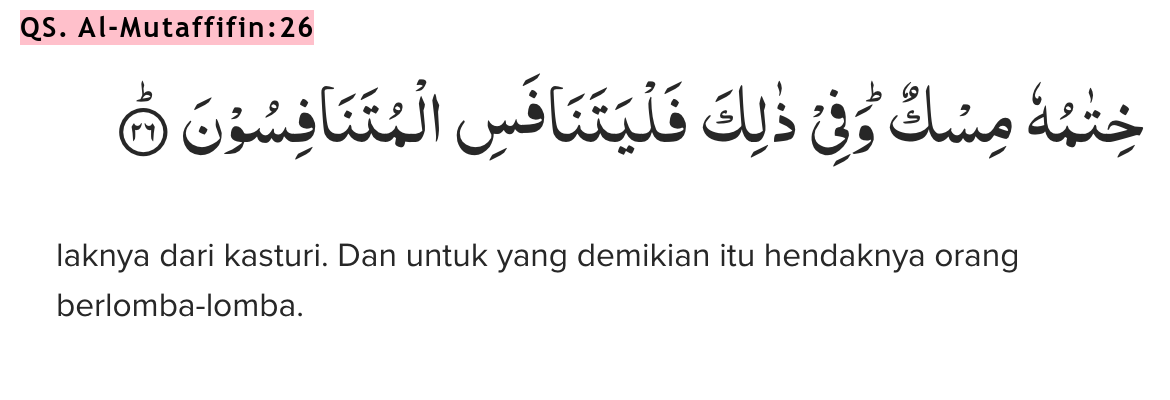 QS. Al-Mutaffifin:26
خِتٰمُهٗ مِسْكٌ ۗوَفِيْ ذٰلِكَ فَلْيَتَنَافَسِ الْمُتَنَافِسُوْنَ ۗ ٢٦
laknya dari kasturi. Dan untuk yang demikian itu hendaknya orang
berlomba-lomba.